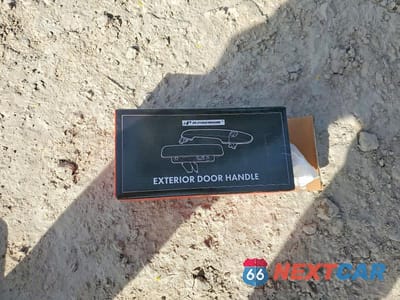 EXTERIOR DOOR HANDLE
66 NEXTCAR